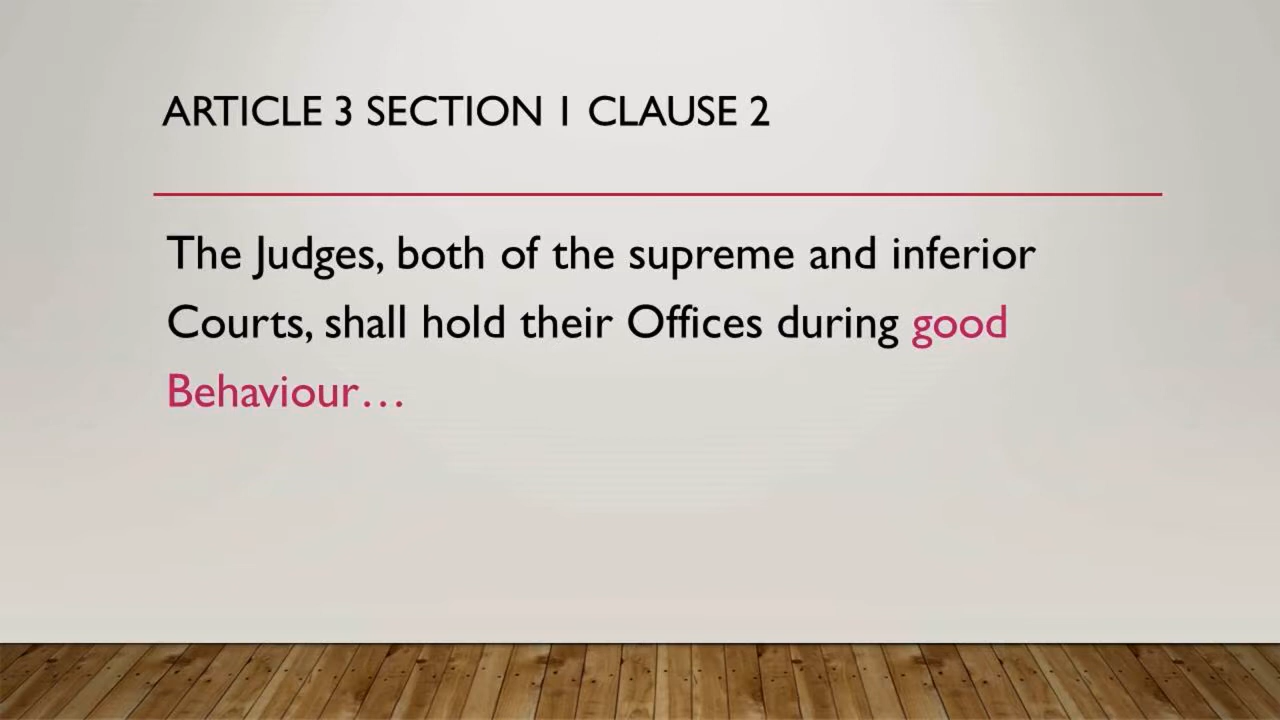 ARTICLE 3 SECTION 1 CLAUSE 2
The Judges, both of the supreme and inferior
Courts, shall hold their Offices during good
Behaviour…